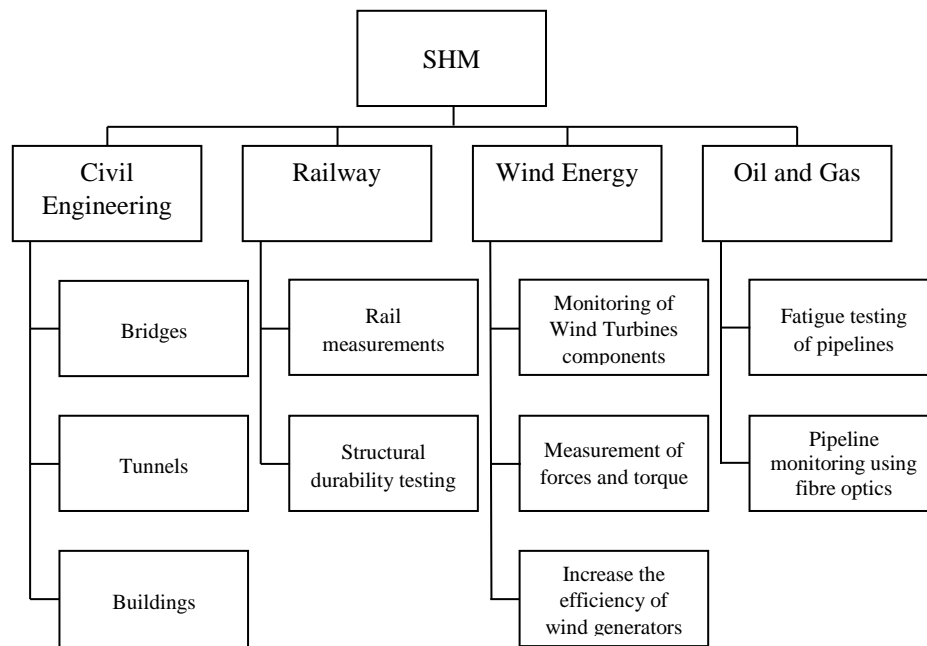 SHM
Civil
Engineering
Railway
Wind Energy
Oil and Gas
Bridges
Tunnels
Buildings
Rail
measurements
Structural
durability testing
Monitoring of
Wind Turbines
components
Measurement of
forces and torque
Increase the
efficiency of
wind generators
Fatigue testing
of pipelines
Pipeline
monitoring using
fibre optics